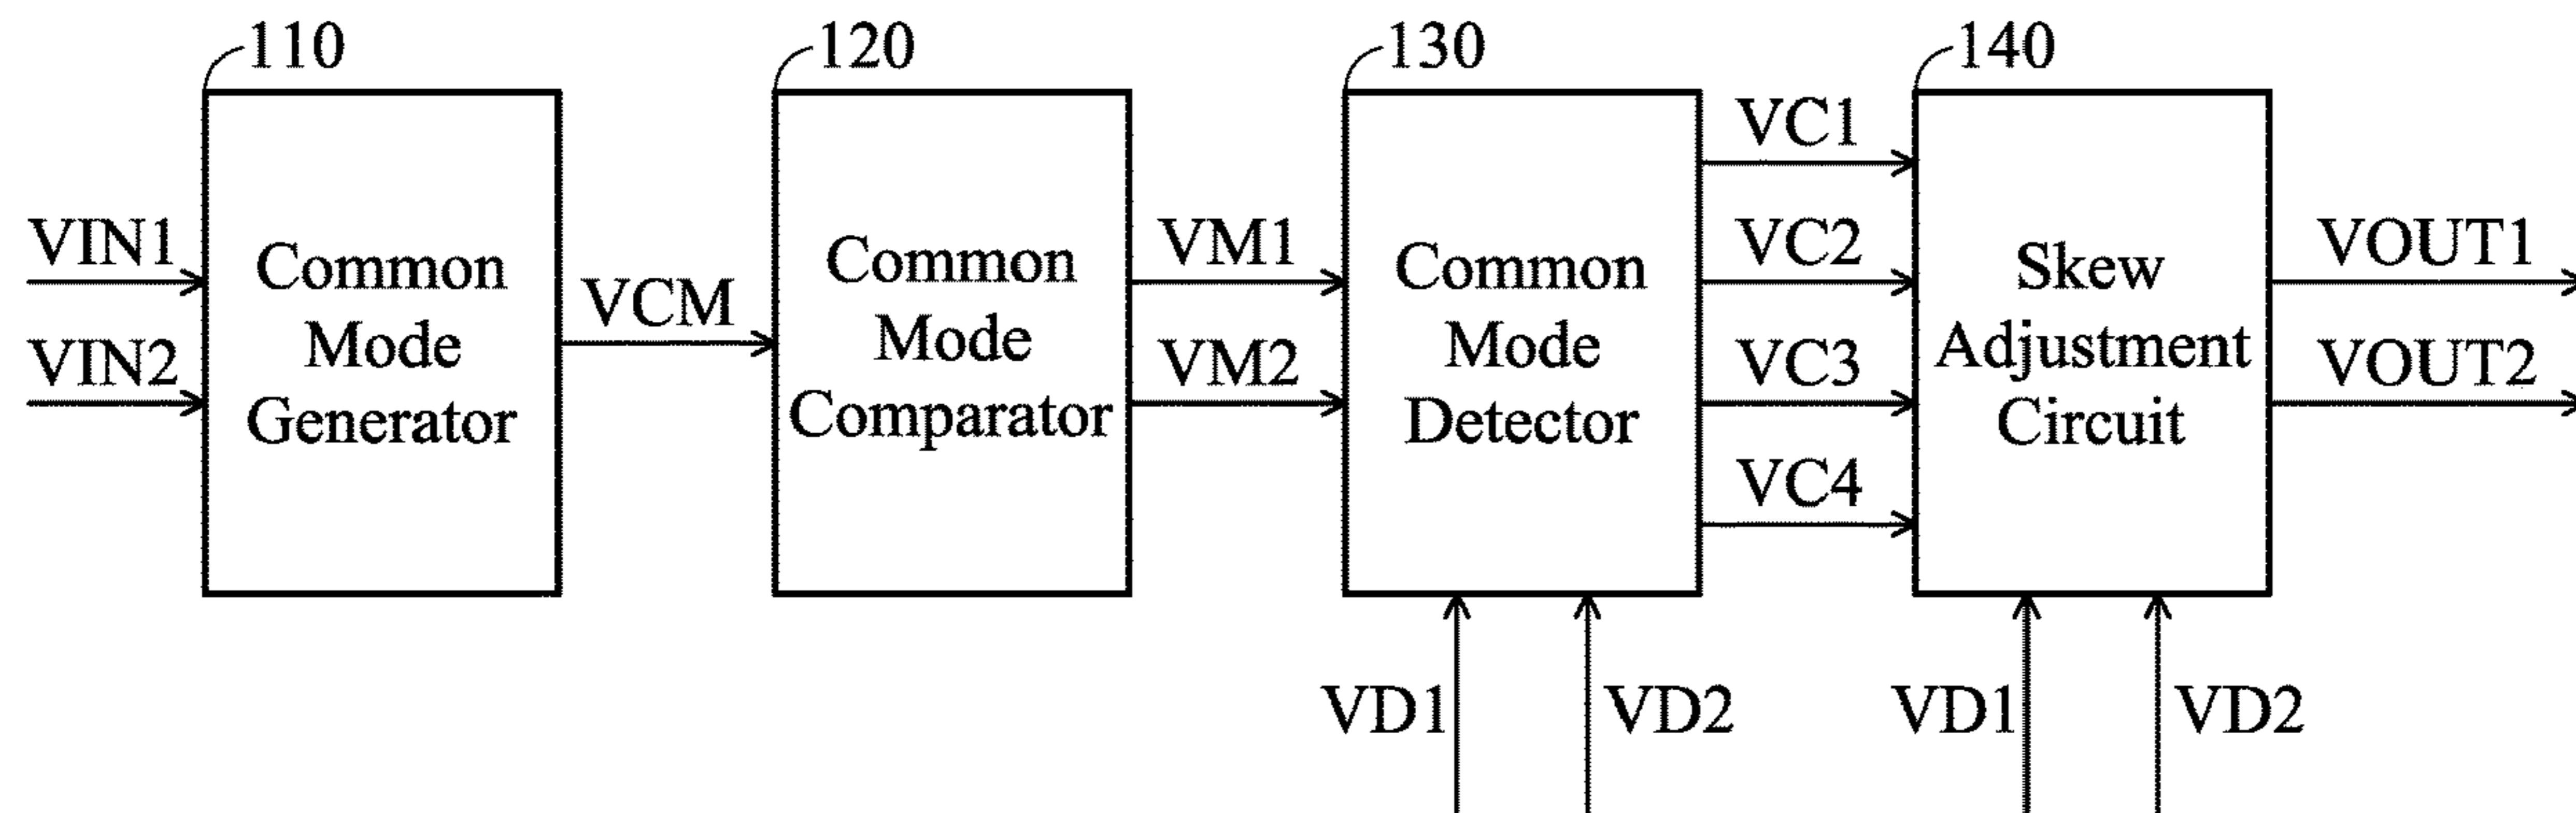 110
120
130
140
VIN1
VIN2
Common
Mode
Generator
VCM
Common
Mode
Comparator
VM1
VM2
Common
Mode
Detector
VC1
VC2
VC3
VC4
Skew
Adjustment
Circuit
VOUT1
VOUT2
VD1
VD2
VD1
VD2